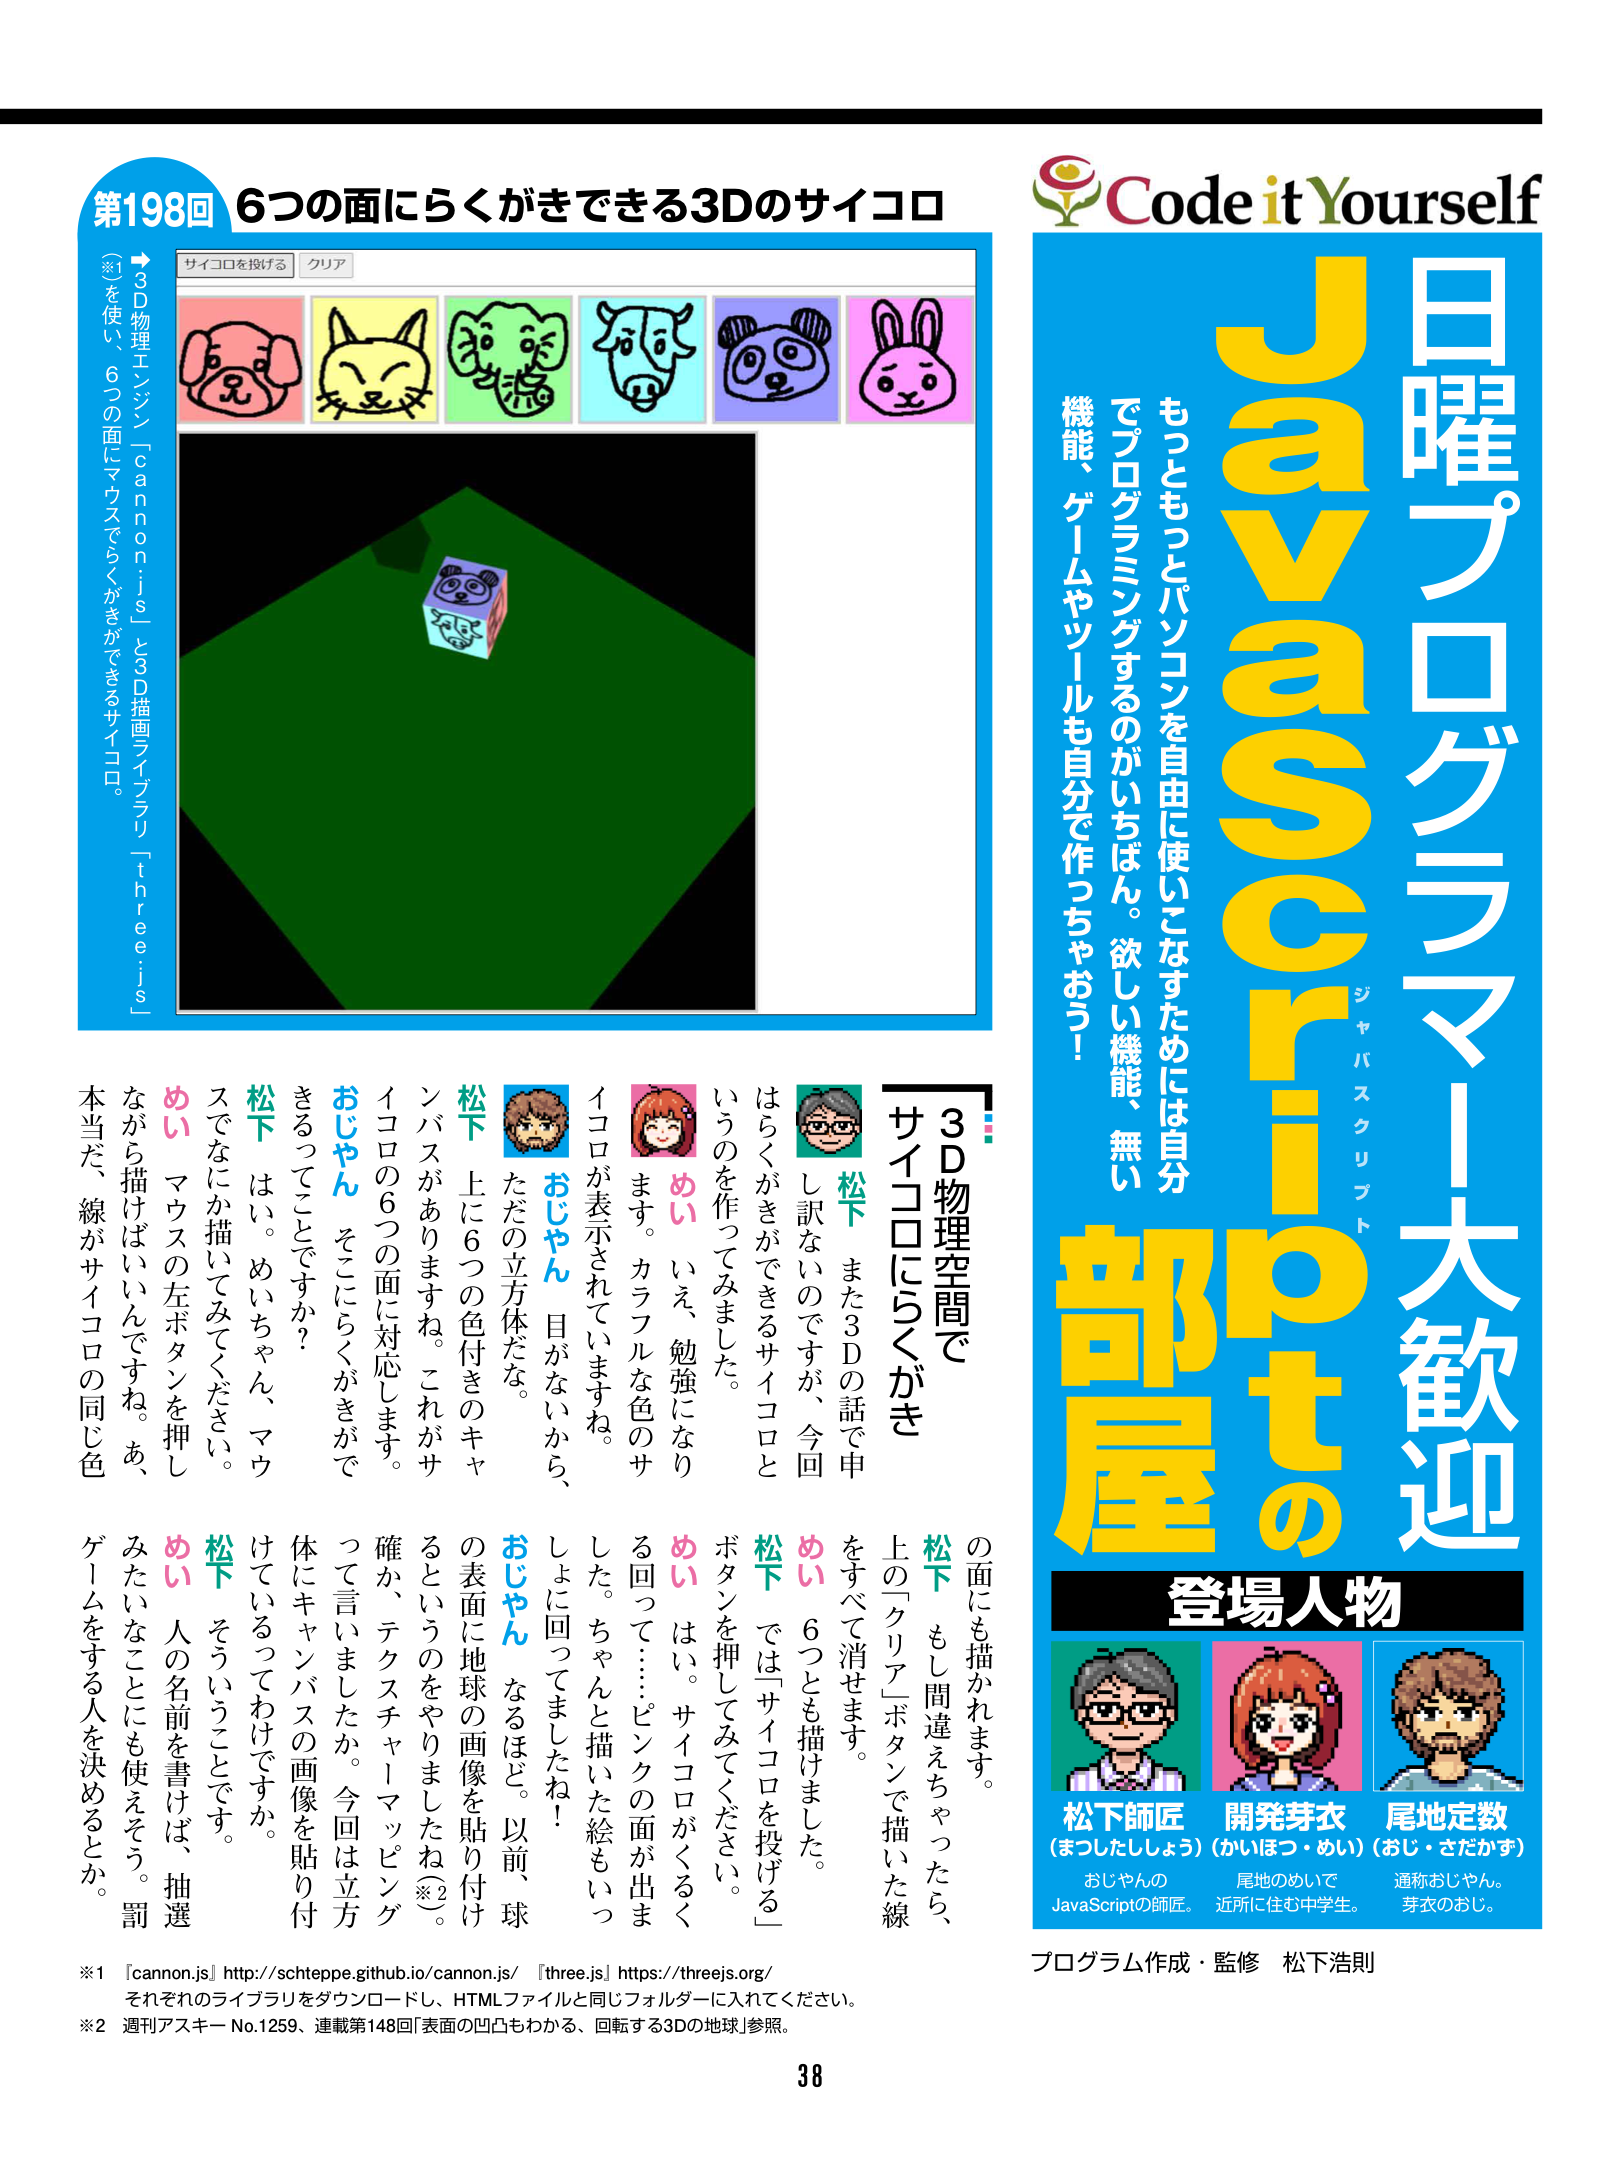 Code it Yourself
日曜プログラマー大歓迎
JavaScriptの
ジャバスクリプト
部屋
もっともっとパソコンを自由に使いこなすためには自分
でプログラミングするのがいちばん。欲しい機能、無い
機能、ゲームやツールも自分で作っちゃおう！
登場人物
松下師匠
(まつしたししょう)
おじやんの
JavaScriptの師匠。
開発芽衣
(かいほつ・めい)
尾地のめいで
近所に住む中学生。
尾地定数
(おじ・さだかず)
通称おじやん。
芽衣のおじ。
プログラム作成・監修　松下浩則
第198回
6つの面にらくがきできる3Dのサイコロ
サイコロを投げる
クリア
➡3D物理エンジン「cannon.js」と3D描画ライブラリ「three.js」
(※1)を使い、6つの面にマウスでらくがきができるサイコロ。
3D物理空間で
サイコロにらくがき
松下　また3Dの話で申
し訳ないのですが、今回
はらくがきができるサイコロと
いうのを作ってみました。
めい　いえ、勉強になり
ます。カラフルな色のサ
イコロが表示されていますね。
おじやん　目がないから、
ただの立方体だな。
松下　上に6つの色付きのキャ
ンバスがありますね。これがサ
イコロの6つの面に対応します。
おじやん　そこにらくがきがで
きるってことですか？
松下　はい。めいちゃん、マウ
スでなにか描いてみてください。
めい　マウスの左ボタンを押し
ながら描けばいいんですね。あ、
本当だ、線がサイコロの同じ色
の面にも描かれます。
松下　もし間違えちゃったら、
上の「クリア」ボタンで描いた線
をすべて消せます。
めい　6つとも描けました。
松下　では「サイコロを投げる」
ボタンを押してみてください。
めい　はい。サイコロがくるく
る回って……ピンクの面が出ま
した。ちゃんと描いた絵もいっ
しょに回ってましたね！
おじやん　なるほど。以前、球
の表面に地球の画像を貼り付け
るというのをやりましたね(※2)。
確か、テクスチャーマッピング
って言いましたか。今回は立方
体にキャンバスの画像を貼り付
けているってわけですか。
松下　そういうことです。
めい　人の名前を書けば、抽選
みたいなことにも使えそう。罰
ゲームをする人を決めるとか。
※1　『cannon.js』http://schteppe.github.io/cannon.js/　『three.js』https://threejs.org/
それぞれのライブラリをダウンロードし、HTMLファイルと同じフォルダーに入れてください。
※2　週刊アスキー No.1259、連載第148回「表面の凹凸もわかる、回転する3Dの地球」参照。
38